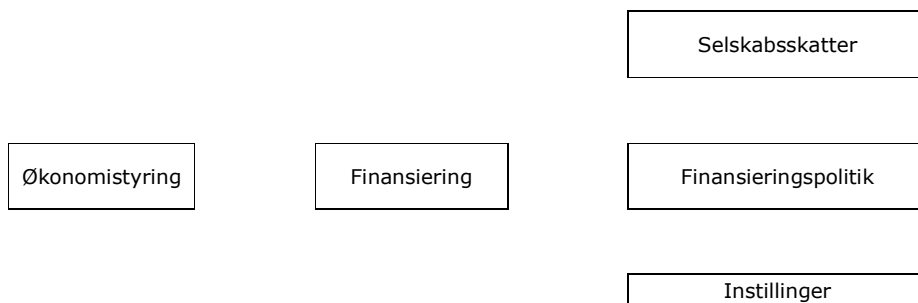 Selskabsskatter
Økonomistyring
Finansiering
Finansieringspolitik
Instillinger